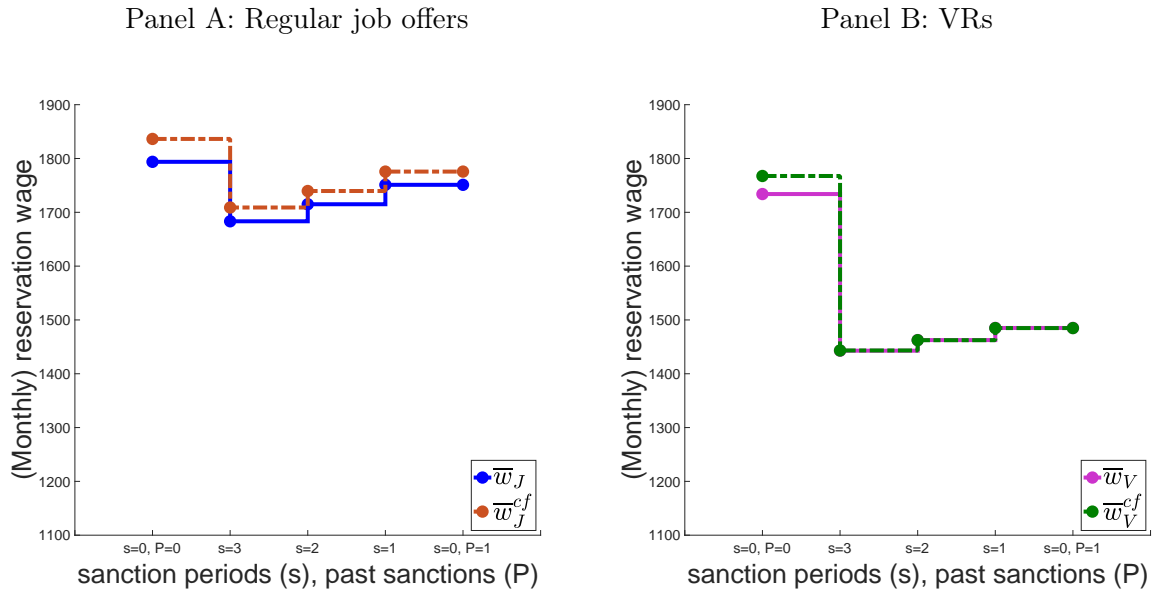 Panel A: Regular job offers
(Monthly) reservation wage
1900
1800
1700
1600
1500
1400
1300
1200
1100
s=0, P=0 s=3 s=2 s=1 s=0, P=1
sanction periods (s), past sanctions (P)
w̅_J
w̅_J^cf
Panel B: VRs
(Monthly) reservation wage
1900
1800
1700
1600
1500
1400
1300
1200
1100
s=0, P=0 s=3 s=2 s=1 s=0, P=1
sanction periods (s), past sanctions (P)
w̅_V
w̅_V^cf